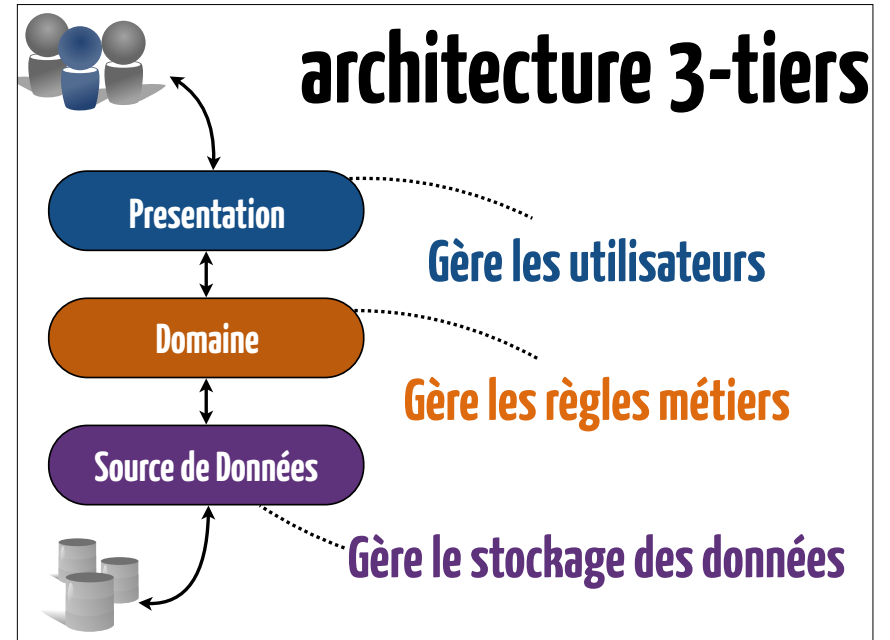 architecture 3-tiers
Presentation
Gère les utilisateurs
Domaine
Gère les règles métiers
Source de Données
Gère le stockage des données